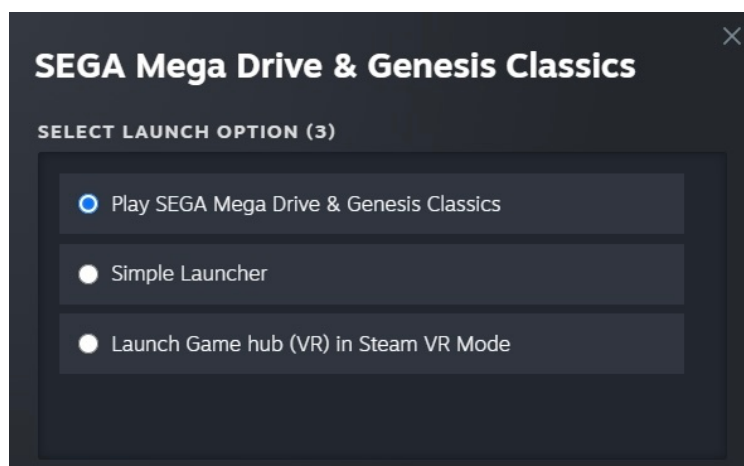 SEGA Mega Drive & Genesis Classics
SELECT LAUNCH OPTION (3)
Play SEGA Mega Drive & Genesis Classics
Simple Launcher
Launch Game hub (VR) in Steam VR Mode